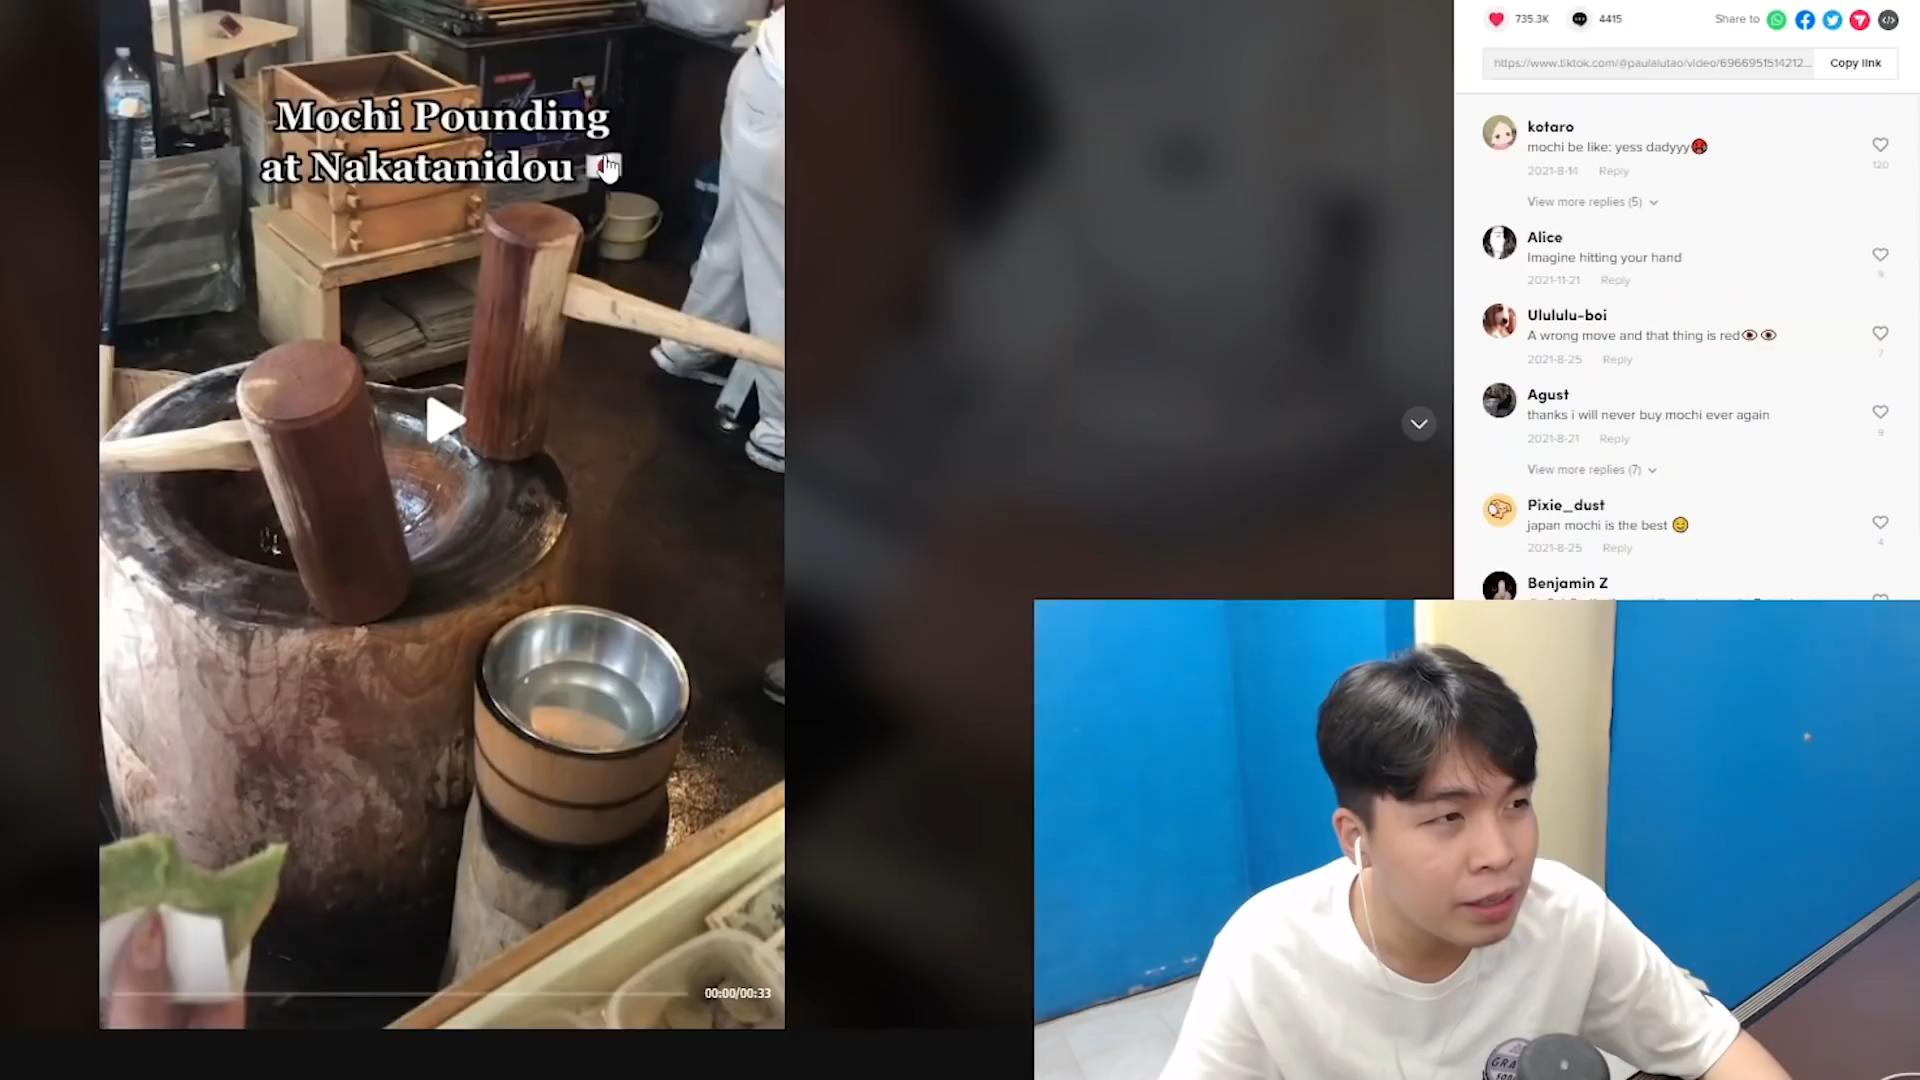 Mochi Pounding
at Nakatanidou
00:00/00:33
735.3K
4415
Share to
https://www.tiktok.com/@paulalutao/video/6966951514212...
Copy link
kotaro
mochi be like: yess dadyyy
2021-8-14 Reply
120
View more replies (5)
Alice
Imagine hitting your hand
2021-11-21 Reply
9
Ulululu-boi
A wrong move and that thing is red
2021-8-25 Reply
7
Agust
thanks i will never buy mochi ever again
2021-8-21 Reply
9
View more replies (7)
Pixie_dust
japan mochi is the best
2021-8-25 Reply
4
Benjamin Z